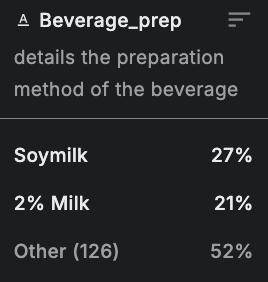 A Beverage_prep
details the preparation
method of the beverage
Soymilk 27%
2% Milk 21%
Other (126) 52%